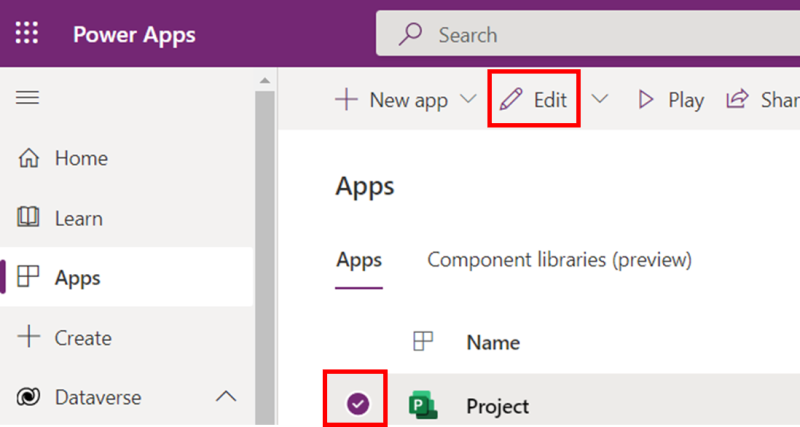 Power Apps
Search
New app
Edit
Play
Shar
Home
Learn
Apps
Create
Dataverse
Apps
Apps
Component libraries (preview)
Name
P
Project